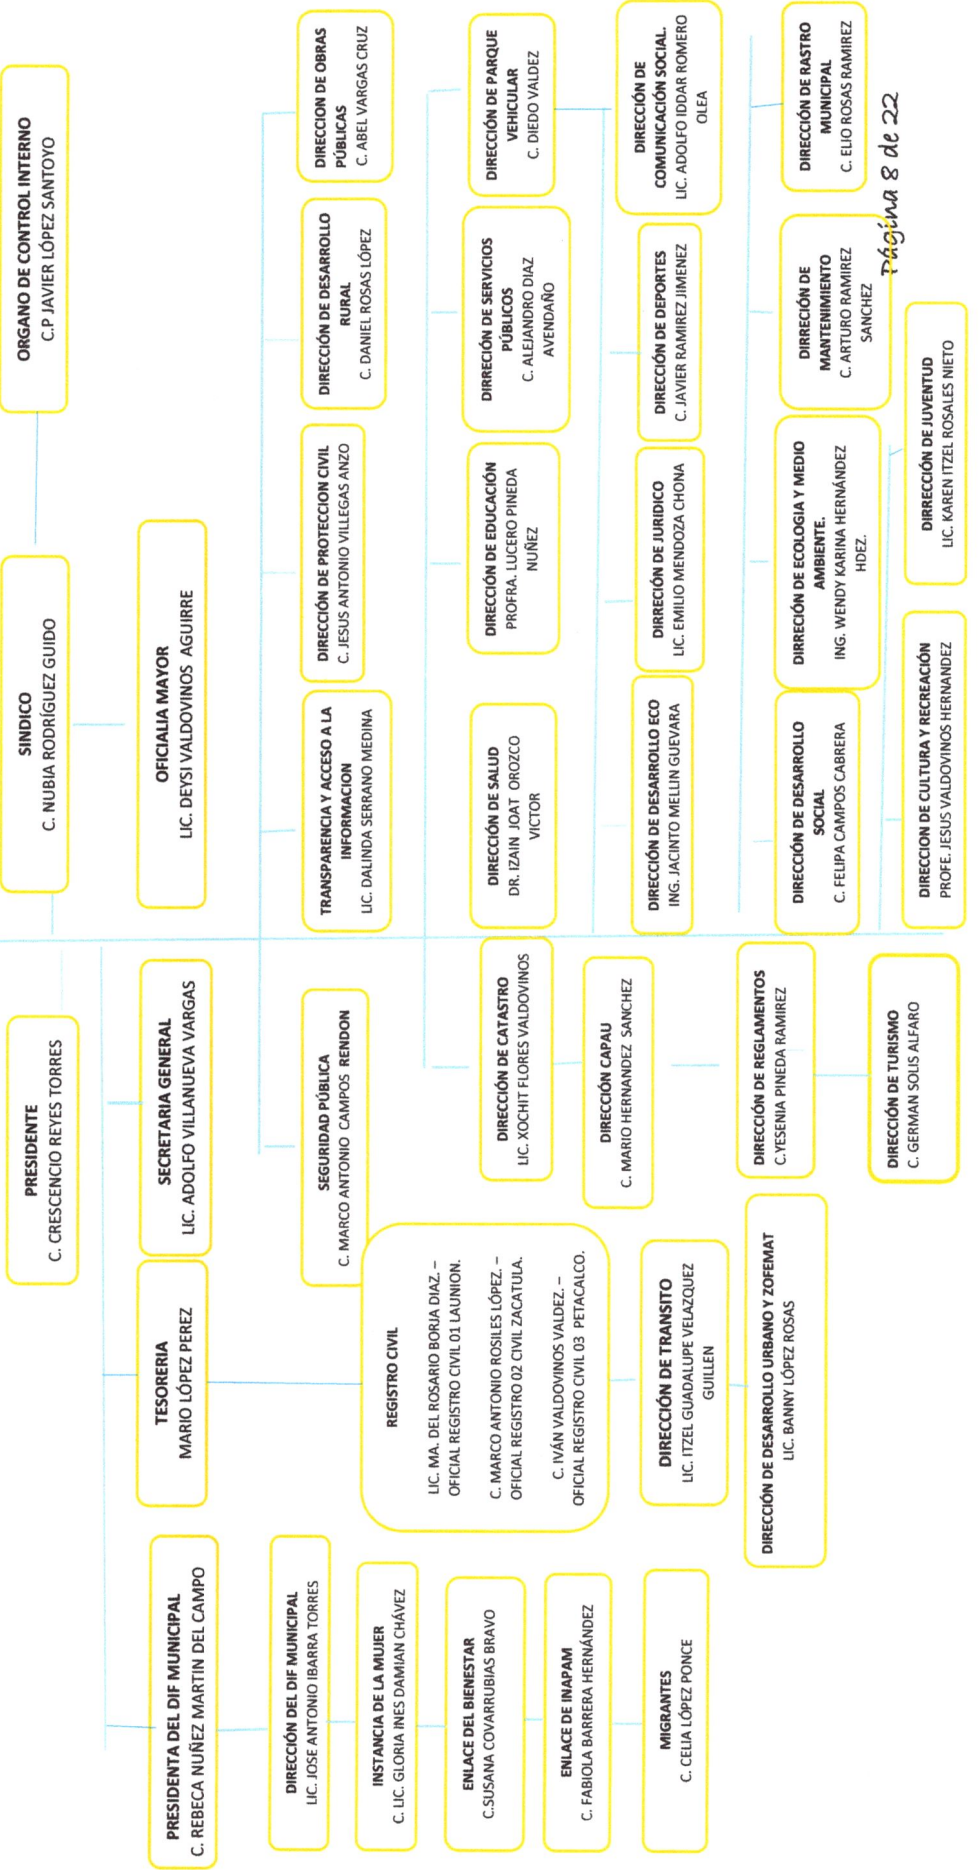 PRESIDENTE
C. CRESCENCIO REYES TORRES
SINDICO
C. NUBIA RODRÍGUEZ GUIDO
ORGANO DE CONTROL INTERNO
C.P JAVIER LÓPEZ SANTOYO
PRESIDENTA DEL DIF MUNICIPAL
C. REBECA NUÑEZ MARTIN DEL CAMPO
TESORERIA
MARIO LÓPEZ PEREZ
SECRETARIA GENERAL
LIC. ADOLFO VILLANUEVA VARGAS
OFICIALIA MAYOR
LIC. DEYSI VALDOVINOS AGUIRRE
DIRECCIÓN DEL DIF MUNICIPAL
LIC. JOSE ANTONIO IBARRA TORRES
INSTANCIA DE LA MUJER
C. LIC. GLORIA INES DAMIAN CHÁVEZ
ENLACE DEL BIENESTAR
C.SUSANA COVARRUBIAS BRAVO
ENLACE DE INAPAM
C. FABIOLA BARRERA HERNÁNDEZ
MIGRANTES
C. CELIA LÓPEZ PONCE
SEGURIDAD PÚBLICA
C. MARCO ANTONIO CAMPOS RENDON
TRANSPARENCIA Y ACCESO A LA
INFORMACION
LIC. DALINDA SERRANO MEDINA
DIRECCIÓN DE PROTECCION CIVIL
C. JESUS ANTONIO VILLEGAS ANZO
DIRECCIÓN DE DESARROLLO
RURAL
C. DANIEL ROSAS LÓPEZ
DIRECCION DE OBRAS
PÚBLICAS
C. ABEL VARGAS CRUZ
REGISTRO CIVIL
LIC. MA. DEL ROSARIO BORJA DIAZ. –
OFICIAL REGISTRO CIVIL 01 LAUNION.
C. MARCO ANTONIO ROSILES LÓPEZ. –
OFICIAL REGISTRO 02 CIVIL ZACATULA.
C. IVÁN VALDOVINOS VALDEZ. –
OFICIAL REGISTRO CIVIL 03 PETACALCO.
DIRECCIÓN DE CATASTRO
LIC. XOCHIT FLORES VALDOVINOS
DIRECCIÓN DE SALUD
DR. IZAIN JOAT OROZCO
VICTOR
DIRECCIÓN DE EDUCACIÓN
PROFRA. LUCERO PINEDA
NUÑEZ
DIRRECIÓN DE SERVICIOS
PÚBLICOS
C. ALEJANDRO DIAZ
AVENDAÑO
DIRECCIÓN DE PARQUE
VEHICULAR
C. DIEDO VALDEZ
DIRECCIÓN CAPAU
C. MARIO HERNANDEZ SANCHEZ
DIRECCIÓN DE TRANSITO
LIC. ITZEL GUADALUPE VELAZQUEZ
GUILLEN
DIRECCIÓN DE DESARROLLO ECO
ING. JACINTO MELLIN GUEVARA
DIRRECIÓN DE JURIDICO
LIC. EMILIO MENDOZA CHONA
DIRECCIÓN DE DEPORTES
C. JAVIER RAMIREZ JIMENEZ
DIRECCIÓN DE
COMUNICACIÓN SOCIAL.
LIC. ADOLFO IDDAR ROMERO
OLEA
DIRECCIÓN DE DESARROLLO URBANO Y ZOFEMAT
LIC. BANNY LÓPEZ ROSAS
DIRECCIÓN DE REGLAMENTOS
C.YESENIA PINEDA RAMIREZ
DIRECCIÓN DE DESARROLLO
SOCIAL
C. FELIPA CAMPOS CABRERA
DIRRECIÓN DE ECOLOGIA Y MEDIO
AMBIENTE.
ING. WENDY KARINA HERNÁNDEZ
HDEZ.
DIRRECIÓN DE
MANTENIMIENTO
C. ARTURO RAMIREZ
SANCHEZ
DIRECCIÓN DE RASTRO
MUNICIPAL
C. ELIO ROSAS RAMIREZ
DIRECCIÓN DE TURISMO
C. GERMAN SOLIS ALFARO
DIRECCION DE CULTURA Y RECREACIÓN
PROFE. JESUS VALDOVINOS HERNANDEZ
DIRRECCIÓN DE JUVENTUD
LIC. KAREN ITZEL ROSALES NIETO
Página 8 de 22